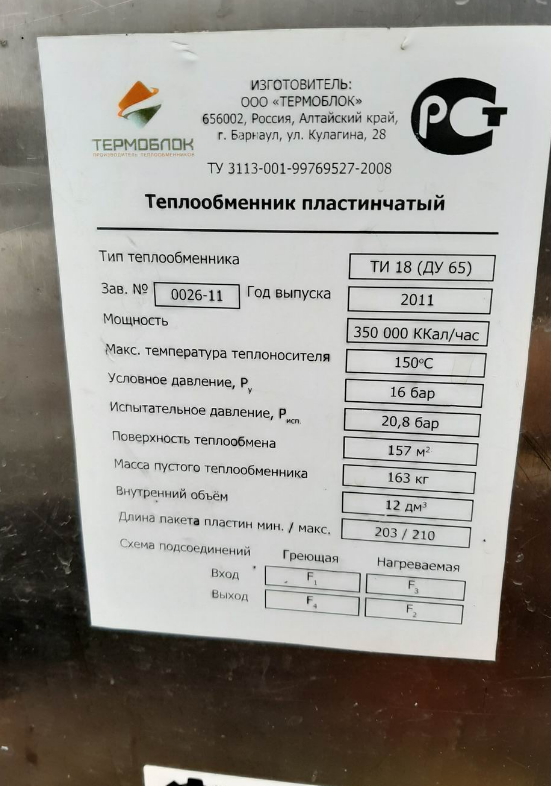 ИЗГОТОВИТЕЛЬ:
ООО «ТЕРМОБЛОК»
656002, Россия, Алтайский край,
г. Барнаул, ул. Кулагина, 28
ТЕРМОБЛОК
ПРОИЗВОДИТЕЛЬ ТЕПЛООБМЕННИКОВ
РСТ
ТУ 3113-001-99769527-2008
Теплообменник пластинчатый
Тип теплообменника ТИ 18 (ДУ 65)
Зав. № 0026-11 Год выпуска 2011
Мощность 350 000 ККал/час
Макс. температура теплоносителя 150°С
Условное давление, Ру 16 бар
Испытательное давление, Рисп. 20,8 бар
Поверхность теплообмена 157 м²
Масса пустого теплообменника 163 кг
Внутренний объём 12 дм³
Длина пакета пластин мин. / макс. 203 / 210
Схема подсоединений Греющая Нагреваемая
Вход F₁ F₃
Выход F₄ F₂